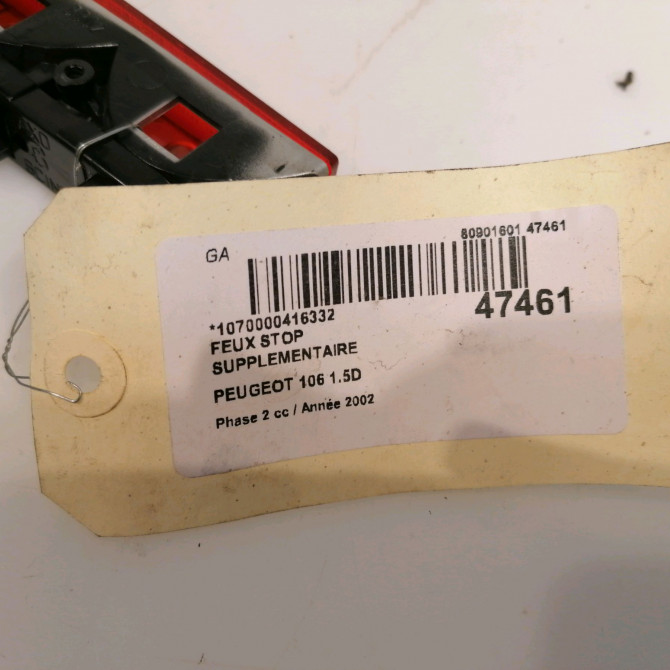 GA
80901601 47461
47461
*1070000416332
FEUX STOP
SUPPLEMENTAIRE
PEUGEOT 106 1.5D
Phase 2 cc / Année 2002